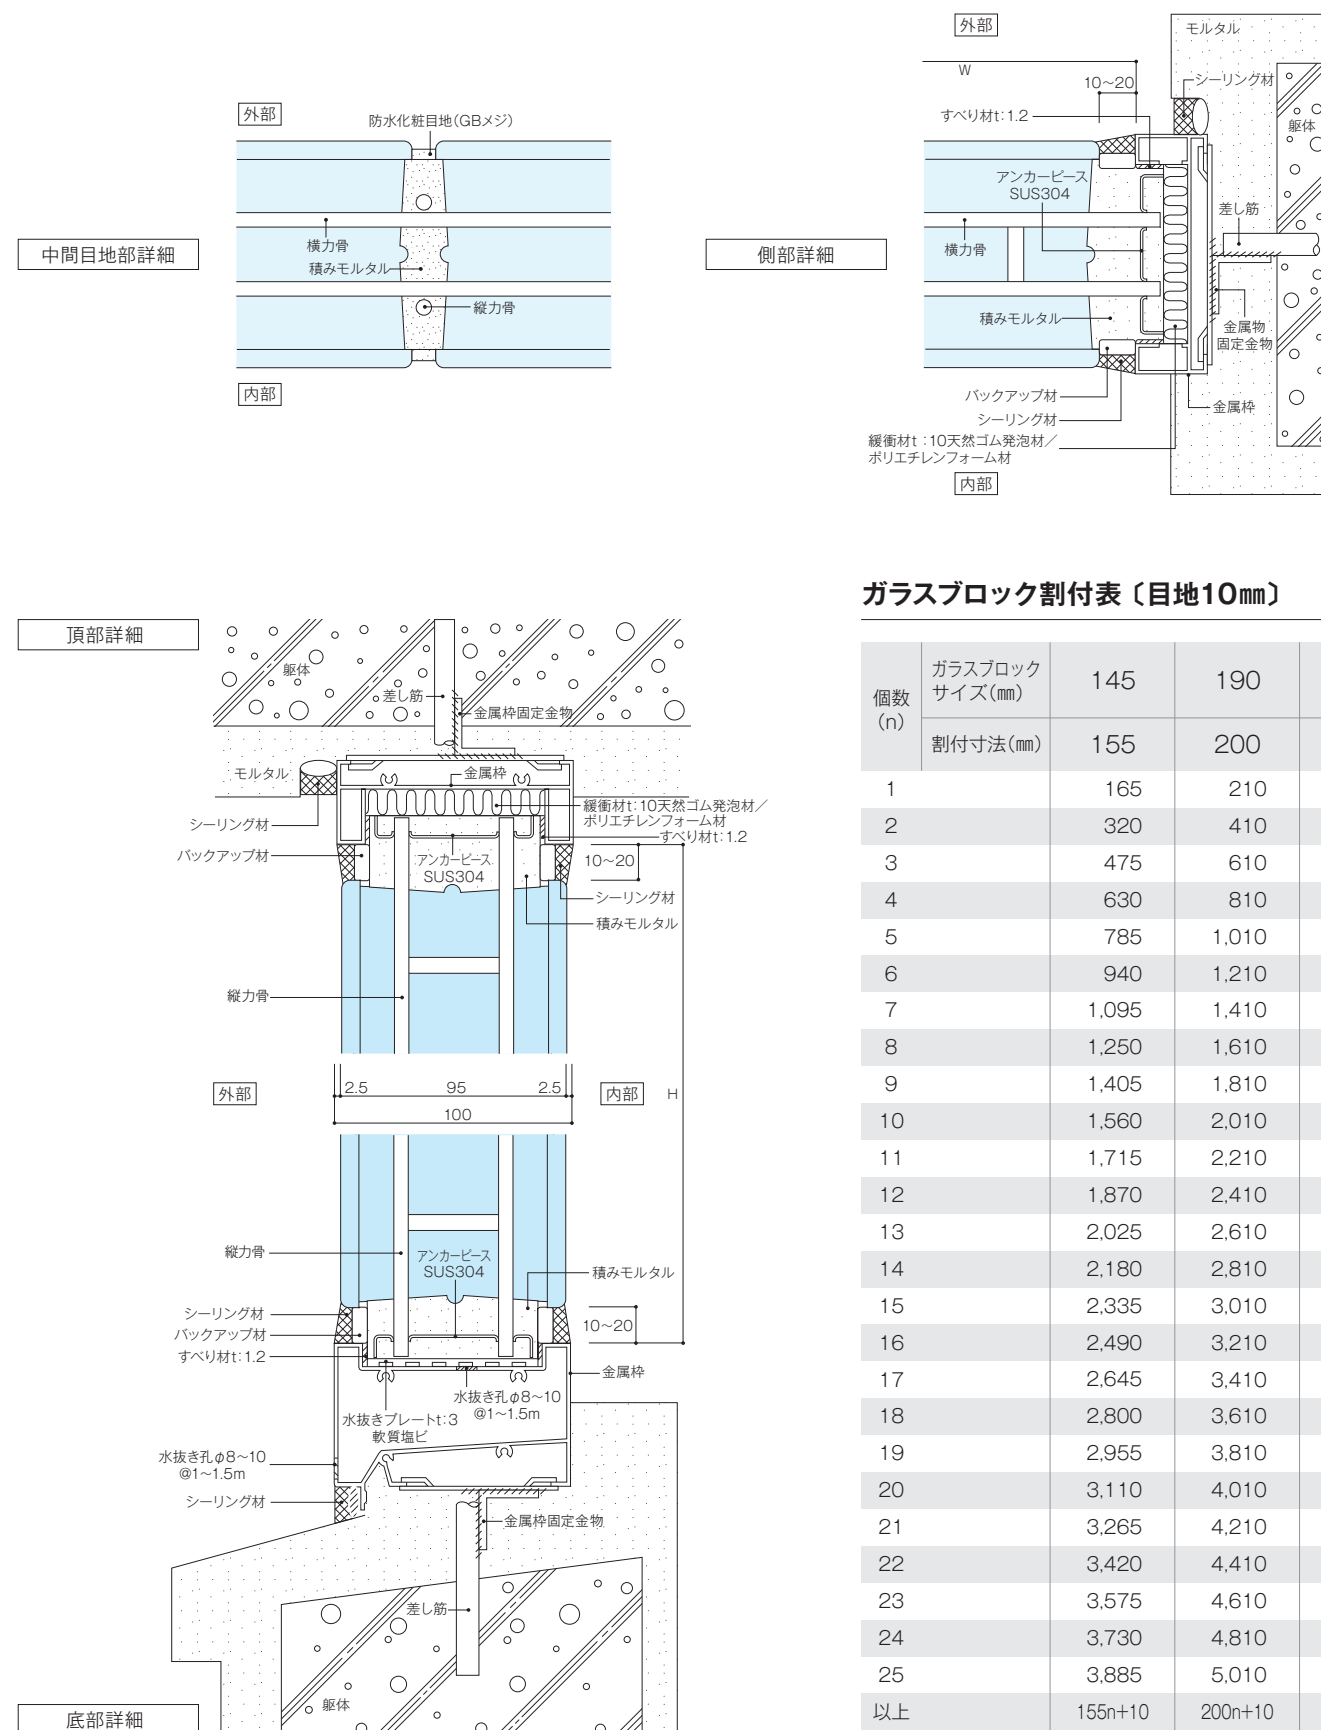 外部
防水化粧目地(GBメジ)
中間目地部詳細
横力骨
積みモルタル
縦力骨
内部
外部
モルタル
W
シーリング材
10~20
すべり材t:1.2
躯体
アンカーピース
SUS304
差し筋
側部詳細
横力骨
積みモルタル
金属物
固定金物
バックアップ材
金属枠
シーリング材
緩衝材t:10天然ゴム発泡材/
ポリエチレンフォーム材
内部
頂部詳細
躯体
差し筋
金属枠固定金物
モルタル
金属枠
緩衝材t:10天然ゴム発泡材/
ポリエチレンフォーム材
シーリング材
すべり材t:1.2
バックアップ材
アンカーピース
SUS304
10~20
シーリング材
積みモルタル
縦力骨
外部
2.5 95 2.5
内部
H
100
縦力骨
アンカーピース
SUS304
積みモルタル
シーリング材
10~20
バックアップ材
すべり材t:1.2
金属枠
水抜き孔φ8~10
@1~1.5m
水抜きプレートt:3
軟質塩ビ
水抜き孔φ8~10
@1~1.5m
シーリング材
金属枠固定金物
差し筋
躯体
底部詳細
ガラスブロック割付表〔目地10㎜〕
個数
(n)
ガラスブロック
サイズ(㎜)
145 190
割付寸法(㎜) 155 200
1 165 210
2 320 410
3 475 610
4 630 810
5 785 1,010
6 940 1,210
7 1,095 1,410
8 1,250 1,610
9 1,405 1,810
10 1,560 2,010
11 1,715 2,210
12 1,870 2,410
13 2,025 2,610
14 2,180 2,810
15 2,335 3,010
16 2,490 3,210
17 2,645 3,410
18 2,800 3,610
19 2,955 3,810
20 3,110 4,010
21 3,265 4,210
22 3,420 4,410
23 3,575 4,610
24 3,730 4,810
25 3,885 5,010
以上 155n+10 200n+10